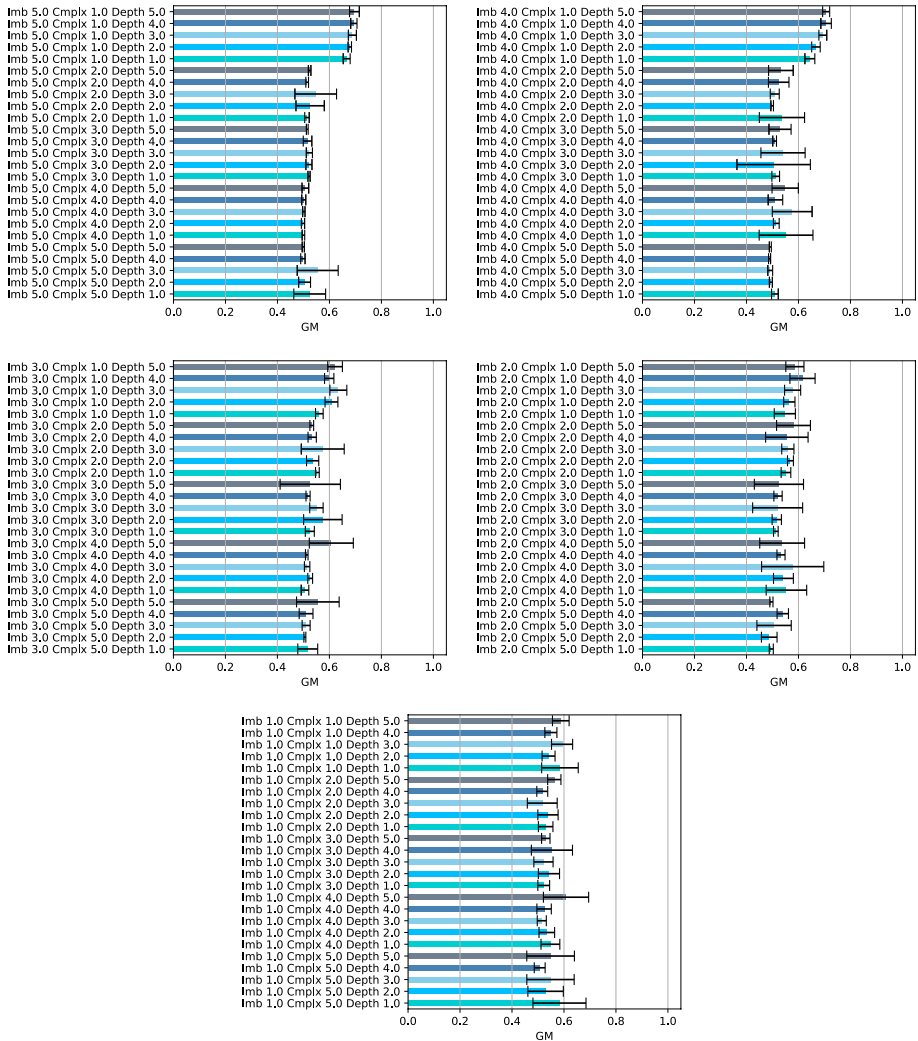 Imb 5.0 Cmplx 1.0 Depth 5.0
Imb 5.0 Cmplx 1.0 Depth 4.0
Imb 5.0 Cmplx 1.0 Depth 3.0
Imb 5.0 Cmplx 1.0 Depth 2.0
Imb 5.0 Cmplx 1.0 Depth 1.0
Imb 5.0 Cmplx 2.0 Depth 5.0
Imb 5.0 Cmplx 2.0 Depth 4.0
Imb 5.0 Cmplx 2.0 Depth 3.0
Imb 5.0 Cmplx 2.0 Depth 2.0
Imb 5.0 Cmplx 2.0 Depth 1.0
Imb 5.0 Cmplx 3.0 Depth 5.0
Imb 5.0 Cmplx 3.0 Depth 4.0
Imb 5.0 Cmplx 3.0 Depth 3.0
Imb 5.0 Cmplx 3.0 Depth 2.0
Imb 5.0 Cmplx 3.0 Depth 1.0
Imb 5.0 Cmplx 4.0 Depth 5.0
Imb 5.0 Cmplx 4.0 Depth 4.0
Imb 5.0 Cmplx 4.0 Depth 3.0
Imb 5.0 Cmplx 4.0 Depth 2.0
Imb 5.0 Cmplx 4.0 Depth 1.0
Imb 5.0 Cmplx 5.0 Depth 5.0
Imb 5.0 Cmplx 5.0 Depth 4.0
Imb 5.0 Cmplx 5.0 Depth 3.0
Imb 5.0 Cmplx 5.0 Depth 2.0
Imb 5.0 Cmplx 5.0 Depth 1.0
0.0 0.2 0.4 0.6 0.8 1.0
GM
Imb 4.0 Cmplx 1.0 Depth 5.0
Imb 4.0 Cmplx 1.0 Depth 4.0
Imb 4.0 Cmplx 1.0 Depth 3.0
Imb 4.0 Cmplx 1.0 Depth 2.0
Imb 4.0 Cmplx 1.0 Depth 1.0
Imb 4.0 Cmplx 2.0 Depth 5.0
Imb 4.0 Cmplx 2.0 Depth 4.0
Imb 4.0 Cmplx 2.0 Depth 3.0
Imb 4.0 Cmplx 2.0 Depth 2.0
Imb 4.0 Cmplx 2.0 Depth 1.0
Imb 4.0 Cmplx 3.0 Depth 5.0
Imb 4.0 Cmplx 3.0 Depth 4.0
Imb 4.0 Cmplx 3.0 Depth 3.0
Imb 4.0 Cmplx 3.0 Depth 2.0
Imb 4.0 Cmplx 3.0 Depth 1.0
Imb 4.0 Cmplx 4.0 Depth 5.0
Imb 4.0 Cmplx 4.0 Depth 4.0
Imb 4.0 Cmplx 4.0 Depth 3.0
Imb 4.0 Cmplx 4.0 Depth 2.0
Imb 4.0 Cmplx 4.0 Depth 1.0
Imb 4.0 Cmplx 5.0 Depth 5.0
Imb 4.0 Cmplx 5.0 Depth 4.0
Imb 4.0 Cmplx 5.0 Depth 3.0
Imb 4.0 Cmplx 5.0 Depth 2.0
Imb 4.0 Cmplx 5.0 Depth 1.0
0.0 0.2 0.4 0.6 0.8 1.0
GM
Imb 3.0 Cmplx 1.0 Depth 5.0
Imb 3.0 Cmplx 1.0 Depth 4.0
Imb 3.0 Cmplx 1.0 Depth 3.0
Imb 3.0 Cmplx 1.0 Depth 2.0
Imb 3.0 Cmplx 1.0 Depth 1.0
Imb 3.0 Cmplx 2.0 Depth 5.0
Imb 3.0 Cmplx 2.0 Depth 4.0
Imb 3.0 Cmplx 2.0 Depth 3.0
Imb 3.0 Cmplx 2.0 Depth 2.0
Imb 3.0 Cmplx 2.0 Depth 1.0
Imb 3.0 Cmplx 3.0 Depth 5.0
Imb 3.0 Cmplx 3.0 Depth 4.0
Imb 3.0 Cmplx 3.0 Depth 3.0
Imb 3.0 Cmplx 3.0 Depth 2.0
Imb 3.0 Cmplx 3.0 Depth 1.0
Imb 3.0 Cmplx 4.0 Depth 5.0
Imb 3.0 Cmplx 4.0 Depth 4.0
Imb 3.0 Cmplx 4.0 Depth 3.0
Imb 3.0 Cmplx 4.0 Depth 2.0
Imb 3.0 Cmplx 4.0 Depth 1.0
Imb 3.0 Cmplx 5.0 Depth 5.0
Imb 3.0 Cmplx 5.0 Depth 4.0
Imb 3.0 Cmplx 5.0 Depth 3.0
Imb 3.0 Cmplx 5.0 Depth 2.0
Imb 3.0 Cmplx 5.0 Depth 1.0
0.0 0.2 0.4 0.6 0.8 1.0
GM
Imb 2.0 Cmplx 1.0 Depth 5.0
Imb 2.0 Cmplx 1.0 Depth 4.0
Imb 2.0 Cmplx 1.0 Depth 3.0
Imb 2.0 Cmplx 1.0 Depth 2.0
Imb 2.0 Cmplx 1.0 Depth 1.0
Imb 2.0 Cmplx 2.0 Depth 5.0
Imb 2.0 Cmplx 2.0 Depth 4.0
Imb 2.0 Cmplx 2.0 Depth 3.0
Imb 2.0 Cmplx 2.0 Depth 2.0
Imb 2.0 Cmplx 2.0 Depth 1.0
Imb 2.0 Cmplx 3.0 Depth 5.0
Imb 2.0 Cmplx 3.0 Depth 4.0
Imb 2.0 Cmplx 3.0 Depth 3.0
Imb 2.0 Cmplx 3.0 Depth 2.0
Imb 2.0 Cmplx 3.0 Depth 1.0
Imb 2.0 Cmplx 4.0 Depth 5.0
Imb 2.0 Cmplx 4.0 Depth 4.0
Imb 2.0 Cmplx 4.0 Depth 3.0
Imb 2.0 Cmplx 4.0 Depth 2.0
Imb 2.0 Cmplx 4.0 Depth 1.0
Imb 2.0 Cmplx 5.0 Depth 5.0
Imb 2.0 Cmplx 5.0 Depth 4.0
Imb 2.0 Cmplx 5.0 Depth 3.0
Imb 2.0 Cmplx 5.0 Depth 2.0
Imb 2.0 Cmplx 5.0 Depth 1.0
0.0 0.2 0.4 0.6 0.8 1.0
GM
Imb 1.0 Cmplx 1.0 Depth 5.0
Imb 1.0 Cmplx 1.0 Depth 4.0
Imb 1.0 Cmplx 1.0 Depth 3.0
Imb 1.0 Cmplx 1.0 Depth 2.0
Imb 1.0 Cmplx 1.0 Depth 1.0
Imb 1.0 Cmplx 2.0 Depth 5.0
Imb 1.0 Cmplx 2.0 Depth 4.0
Imb 1.0 Cmplx 2.0 Depth 3.0
Imb 1.0 Cmplx 2.0 Depth 2.0
Imb 1.0 Cmplx 2.0 Depth 1.0
Imb 1.0 Cmplx 3.0 Depth 5.0
Imb 1.0 Cmplx 3.0 Depth 4.0
Imb 1.0 Cmplx 3.0 Depth 3.0
Imb 1.0 Cmplx 3.0 Depth 2.0
Imb 1.0 Cmplx 3.0 Depth 1.0
Imb 1.0 Cmplx 4.0 Depth 5.0
Imb 1.0 Cmplx 4.0 Depth 4.0
Imb 1.0 Cmplx 4.0 Depth 3.0
Imb 1.0 Cmplx 4.0 Depth 2.0
Imb 1.0 Cmplx 4.0 Depth 1.0
Imb 1.0 Cmplx 5.0 Depth 5.0
Imb 1.0 Cmplx 5.0 Depth 4.0
Imb 1.0 Cmplx 5.0 Depth 3.0
Imb 1.0 Cmplx 5.0 Depth 2.0
Imb 1.0 Cmplx 5.0 Depth 1.0
0.0 0.2 0.4 0.6 0.8 1.0
GM